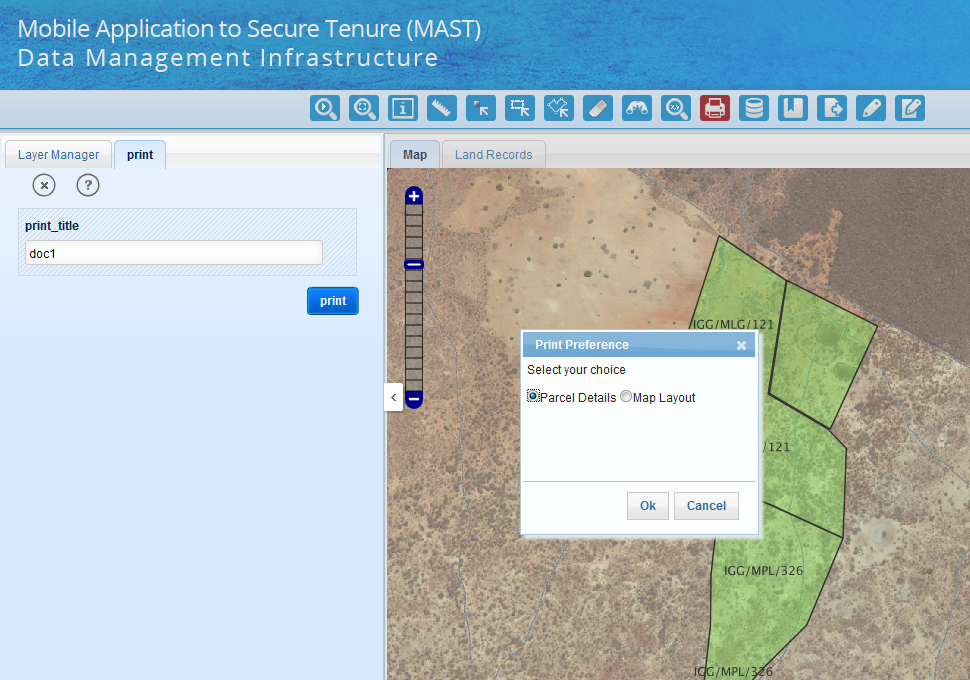 Mobile Application to Secure Tenure (MAST)
Data Management Infrastructure
Layer Manager
print
Map
Land Records
print_title
doc1
print
IGG/MLG/121
Print Preference
Select your choice
Parcel Details
Map Layout
/121
Ok
Cancel
IGG/MPL/326
IGG/MPL/326